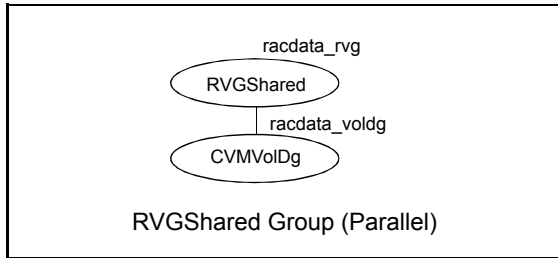 racdata_rvg
RVGShared
racdata_voldg
CVMVolDg
RVGShared Group (Parallel)